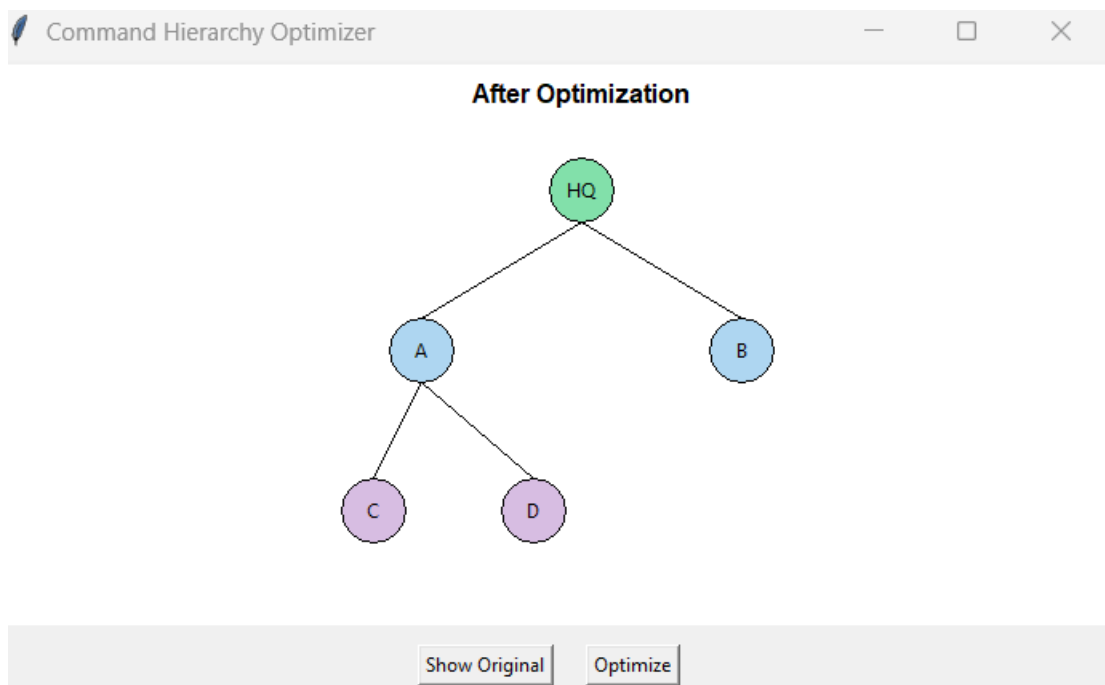 Command Hierarchy Optimizer
After Optimization
HQ
A
B
C
D
Show Original
Optimize